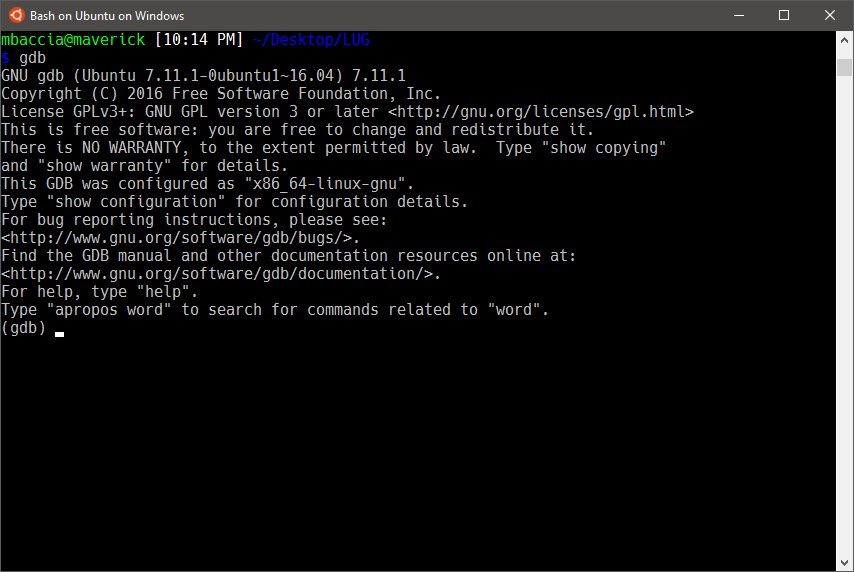 Bash on Ubuntu on Windows
mbaccia@maverick [10:14 PM] ~/Desktop/LUG
$ gdb
GNU gdb (Ubuntu 7.11.1-0ubuntu1~16.04) 7.11.1
Copyright (C) 2016 Free Software Foundation, Inc.
License GPLv3+: GNU GPL version 3 or later <http://gnu.org/licenses/gpl.html>
This is free software: you are free to change and redistribute it.
There is NO WARRANTY, to the extent permitted by law.  Type "show copying"
and "show warranty" for details.
This GDB was configured as "x86_64-linux-gnu".
Type "show configuration" for configuration details.
For bug reporting instructions, please see:
<http://www.gnu.org/software/gdb/bugs/>.
Find the GDB manual and other documentation resources online at:
<http://www.gnu.org/software/gdb/documentation/>.
For help, type "help".
Type "apropos word" to search for commands related to "word".
(gdb)